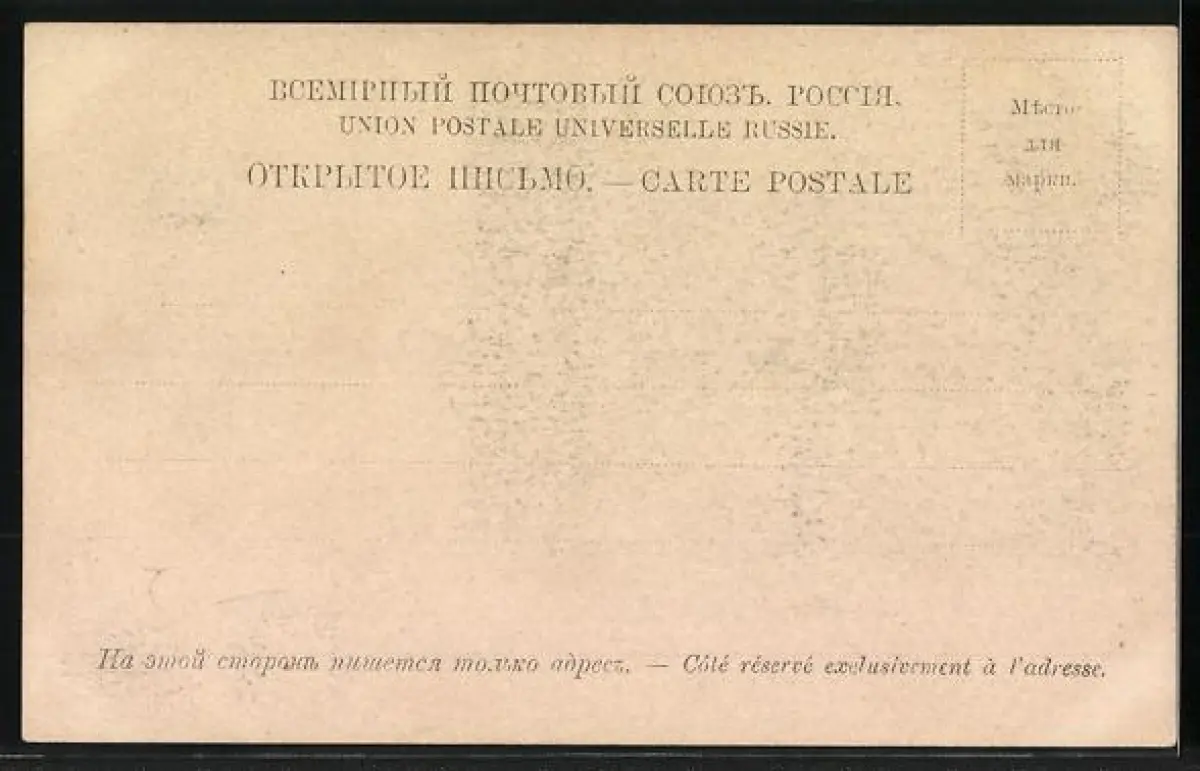 ВСЕМІРНЫЙ ПОЧТОВЫЙ СОЮЗЪ. РОССІЯ.
UNION POSTALE UNIVERSELLE RUSSIE.
ОТКРЫТОЕ ПИСЬМО. — CARTE POSTALE
Мѣсто
для
марки.
На этой сторонѣ пишется только адресъ. — Côté réservé exclusivement à l'adresse.